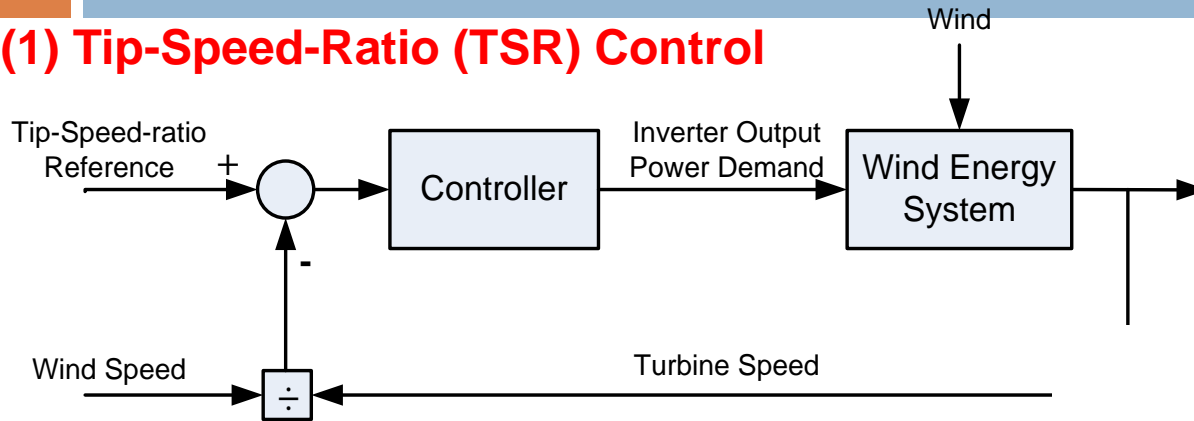 Wind
(1) Tip-Speed-Ratio (TSR) Control
Tip-Speed-ratio
Reference
+
Controller
Inverter Output
Power Demand
Wind Energy
System
-
Wind Speed
÷
Turbine Speed